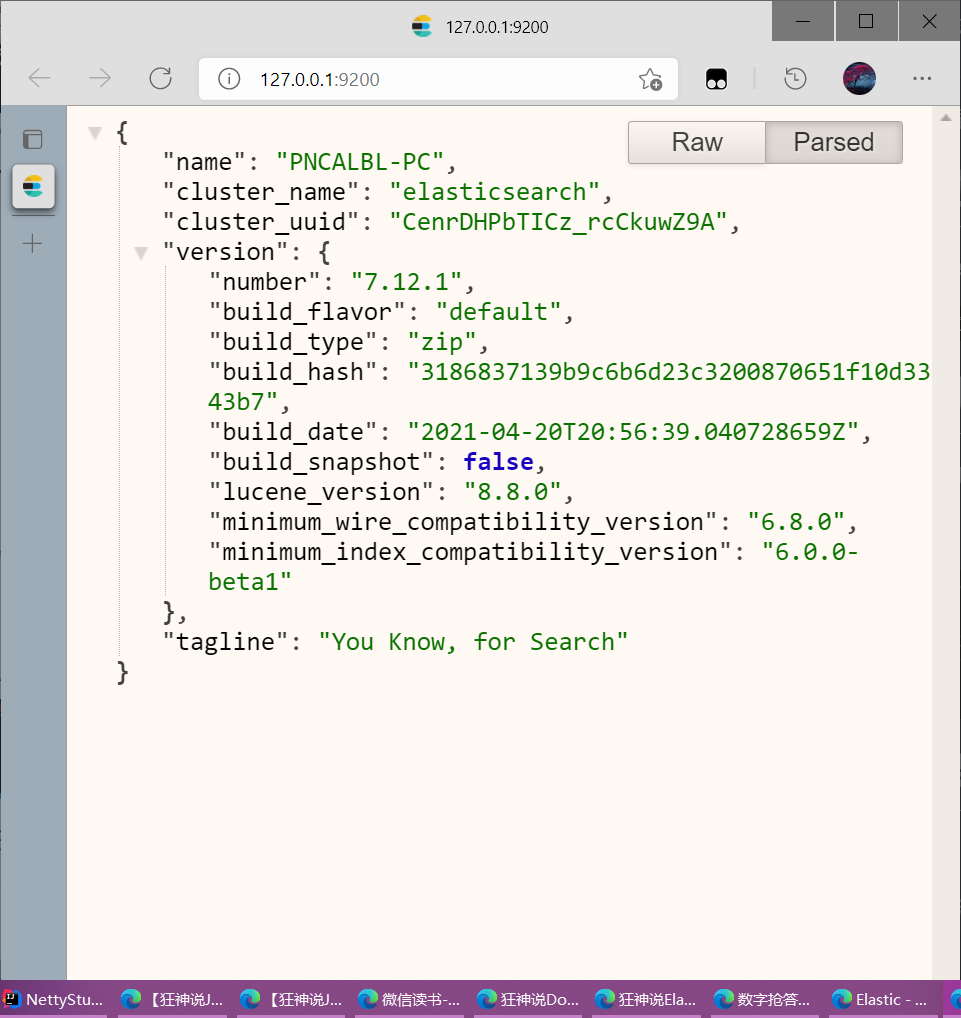 127.0.0.1:9200
127.0.0.1:9200
Raw
Parsed
{
"name": "PNCALBL-PC",
"cluster_name": "elasticsearch",
"cluster_uuid": "CenrDHPbTICz_rcCkuwZ9A",
"version": {
"number": "7.12.1",
"build_flavor": "default",
"build_type": "zip",
"build_hash": "3186837139b9c6b6d23c3200870651f10d33
43b7",
"build_date": "2021-04-20T20:56:39.040728659Z",
"build_snapshot": false,
"lucene_version": "8.8.0",
"minimum_wire_compatibility_version": "6.8.0",
"minimum_index_compatibility_version": "6.0.0-
beta1"
},
"tagline": "You Know, for Search"
}
NettyStu...
【狂神说J...
【狂神说J...
微信读书-...
狂神说Do...
狂神说Ela...
数字抢答...
Elastic - ...